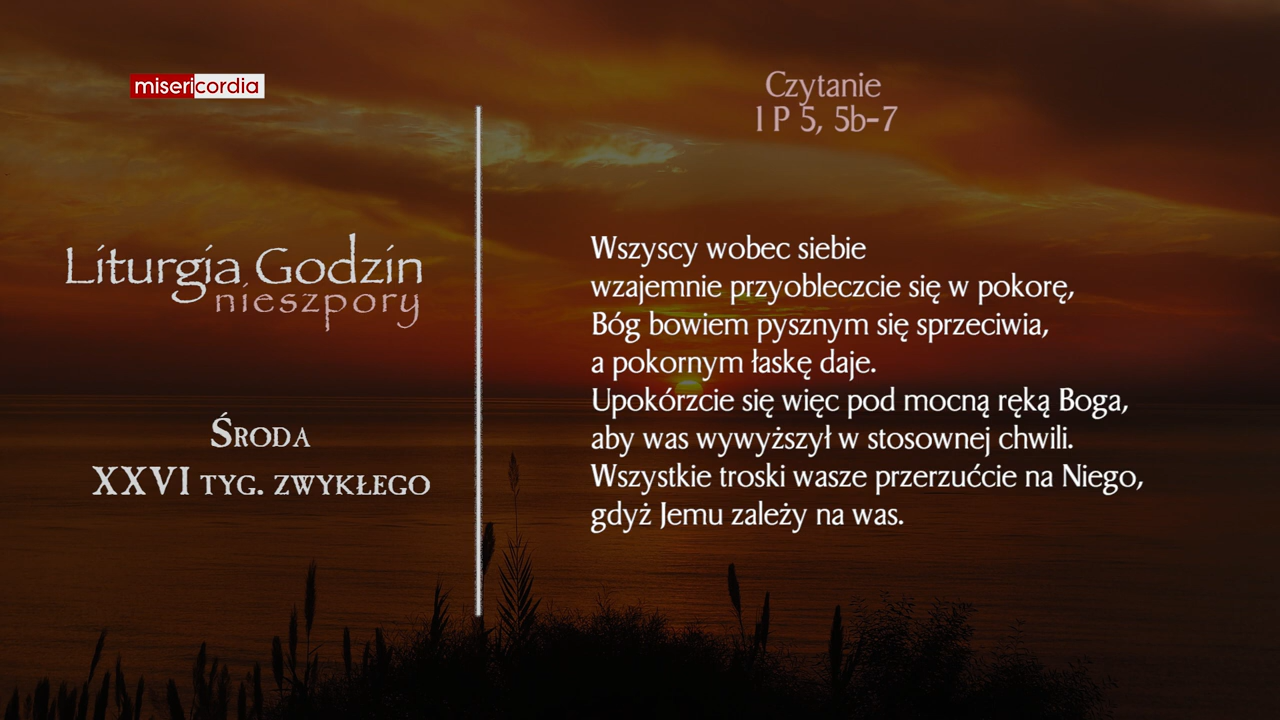 misericordia
Liturgia Godzin
nieszpory
Środa
XXVI tyg. zwykłego
Czytanie
1 P 5, 5b-7
Wszyscy wobec siebie
wzajemnie przyobleczcie się w pokorę,
Bóg bowiem pysznym się sprzeciwia,
a pokornym łaskę daje.
Upokórzcie się więc pod mocną ręką Boga,
aby was wywyższył w stosownej chwili.
Wszystkie troski wasze przerzućcie na Niego,
gdyż Jemu zależy na was.